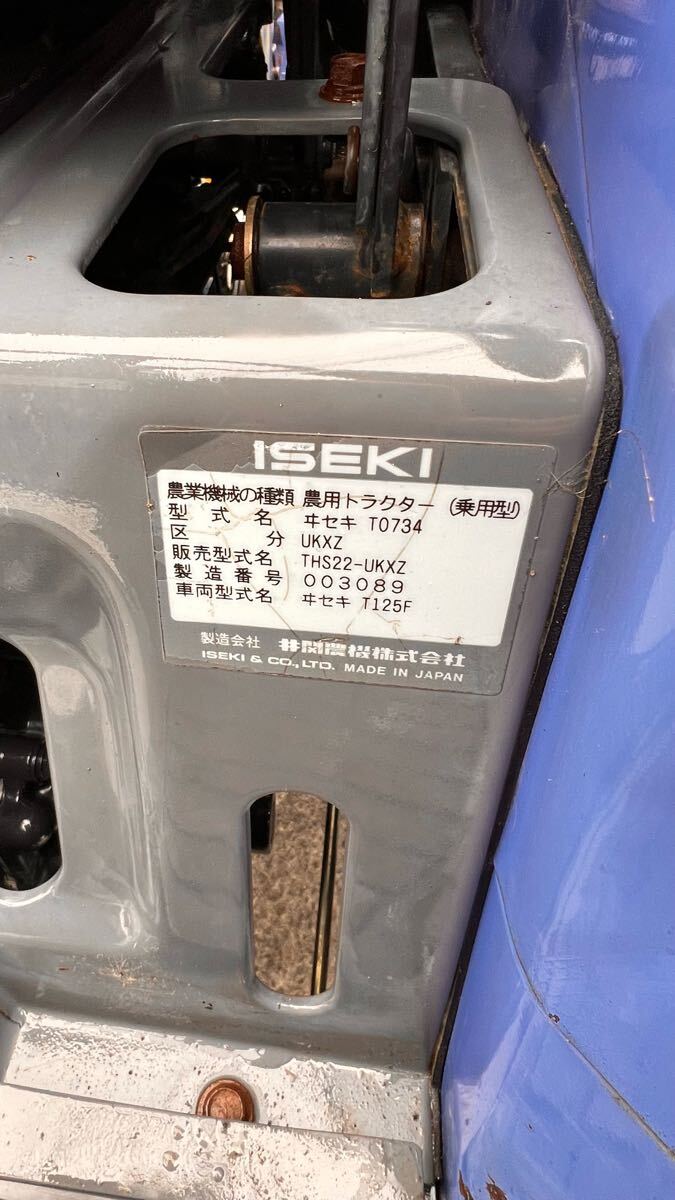 ISEKI
農業機械の種類 農用トラクター (乗用型)
型式名 ヰセキ T0734
区分 UKXZ
販売型式名 THS22-UKXZ
製造番号 003089
車両型式名 ヰセキ T125F
製造会社 井関農機株式会社
ISEKI & CO., LTD. MADE IN JAPAN